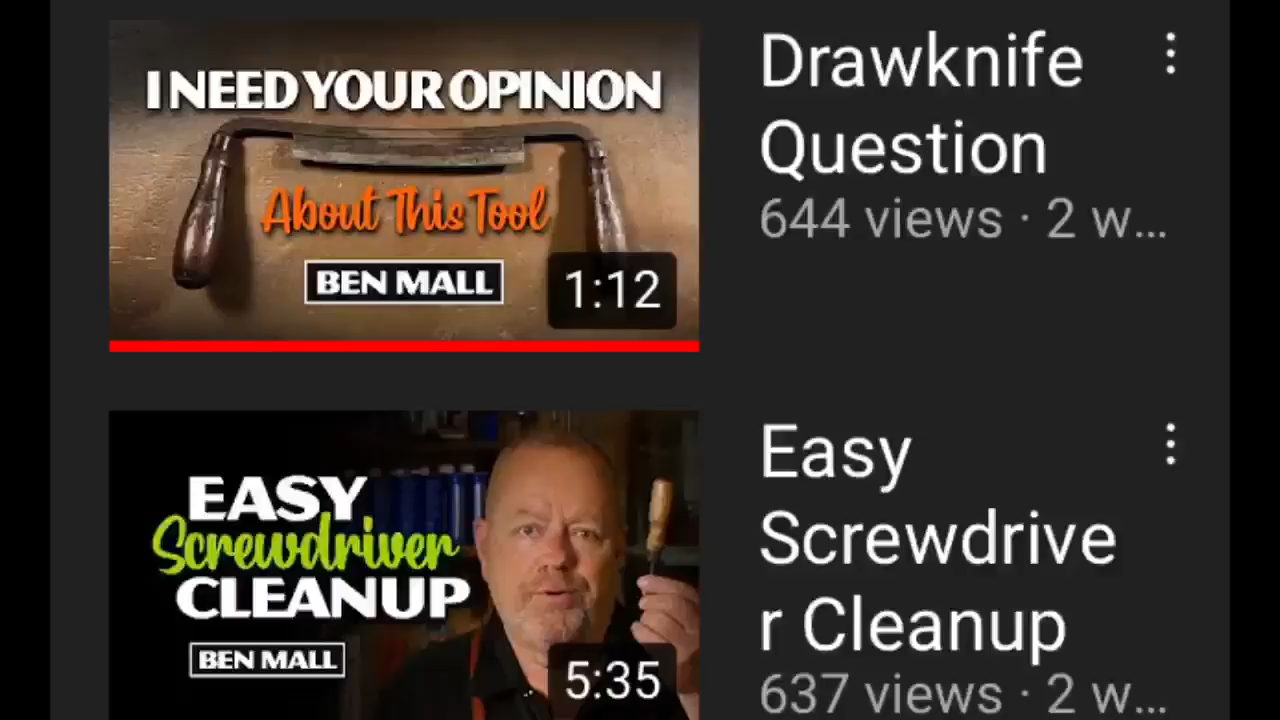 I NEED YOUR OPINION
About This Tool
BEN MALL
1:12
Drawknife
Question
644 views · 2 w...
EASY
Screwdriver
CLEANUP
BEN MALL
5:35
Easy
Screwdrive
r Cleanup
637 views · 2 w...